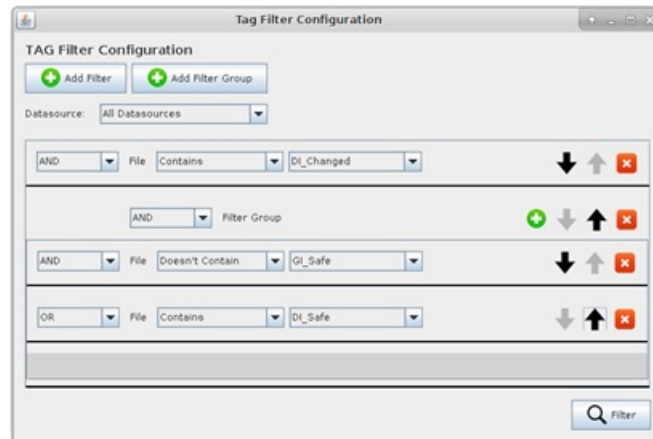 Tag Filter Configuration
TAG Filter Configuration
Add Filter Add Filter Group
Datasource: All Datasources
AND File Contains DI_Changed
AND Filter Group
AND File Doesn't Contain GI_Safe
OR File Contains DI_Safe
Filter